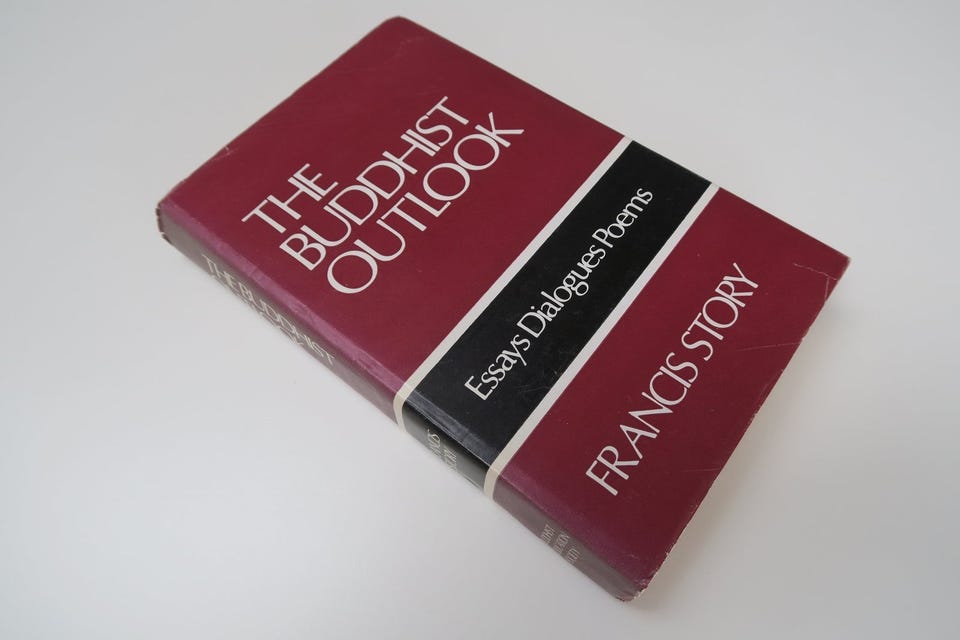 THE
BUDDHIST
OUTLOOK
Essays Dialogues Poems
FRANCIS STORY
THE BUDDHIST